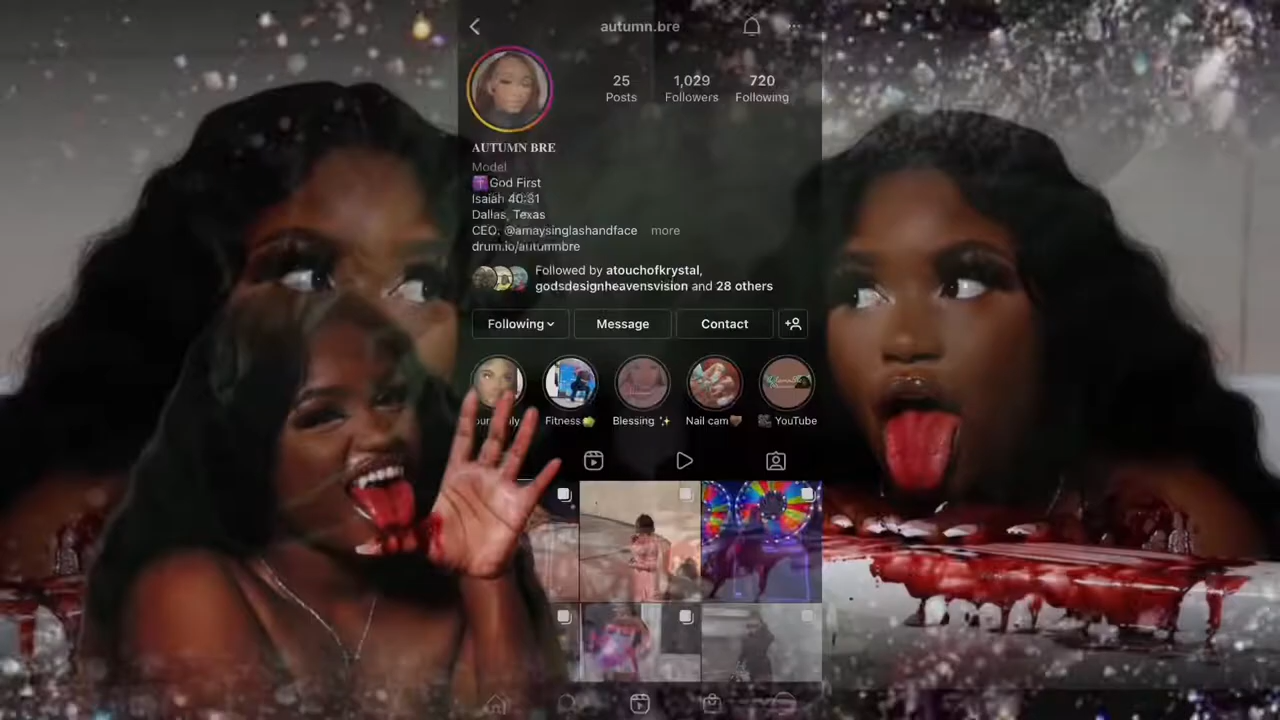 autumn.bre
25
1,029
720
Posts
Followers
Following
AUTUMN BRE
Model
God First
Isaiah 40:31
Dallas, Texas
CEO. @amaysinglashandface more
drum.io/autumnbre
Followed by atouchofkrystal,
godsdesignheavensvision and 28 others
Following
Message
Contact
Fitness
Blessing
Nail cam
YouTube